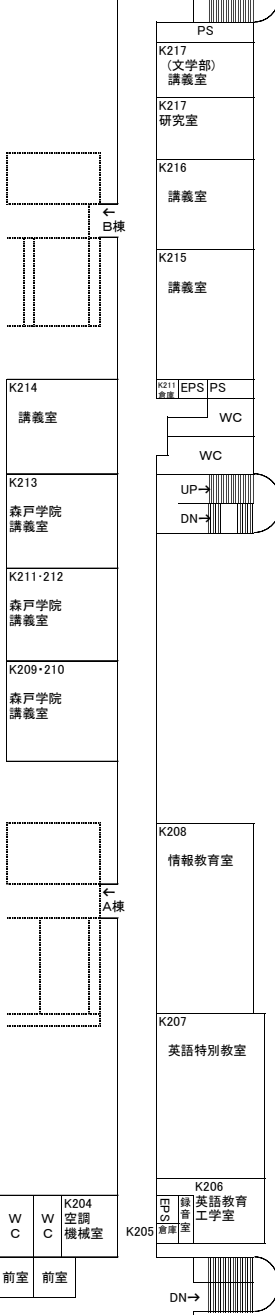 PS
K217
（文学部）
講義室
K217
研究室
K216
講義室
←
B棟
K215
講義室
K214
講義室
K211
倉庫
EPS
PS
WC
WC
K213
森戸学院
講義室
UP→
DN→
K211･212
森戸学院
講義室
K209･210
森戸学院
講義室
K208
情報教育室
←
A棟
K207
英語特別教室
K206
英語教育
工学室
録音室
EPS
倉庫
K205
K204
空調
機械室
WC
WC
前室
前室
DN→